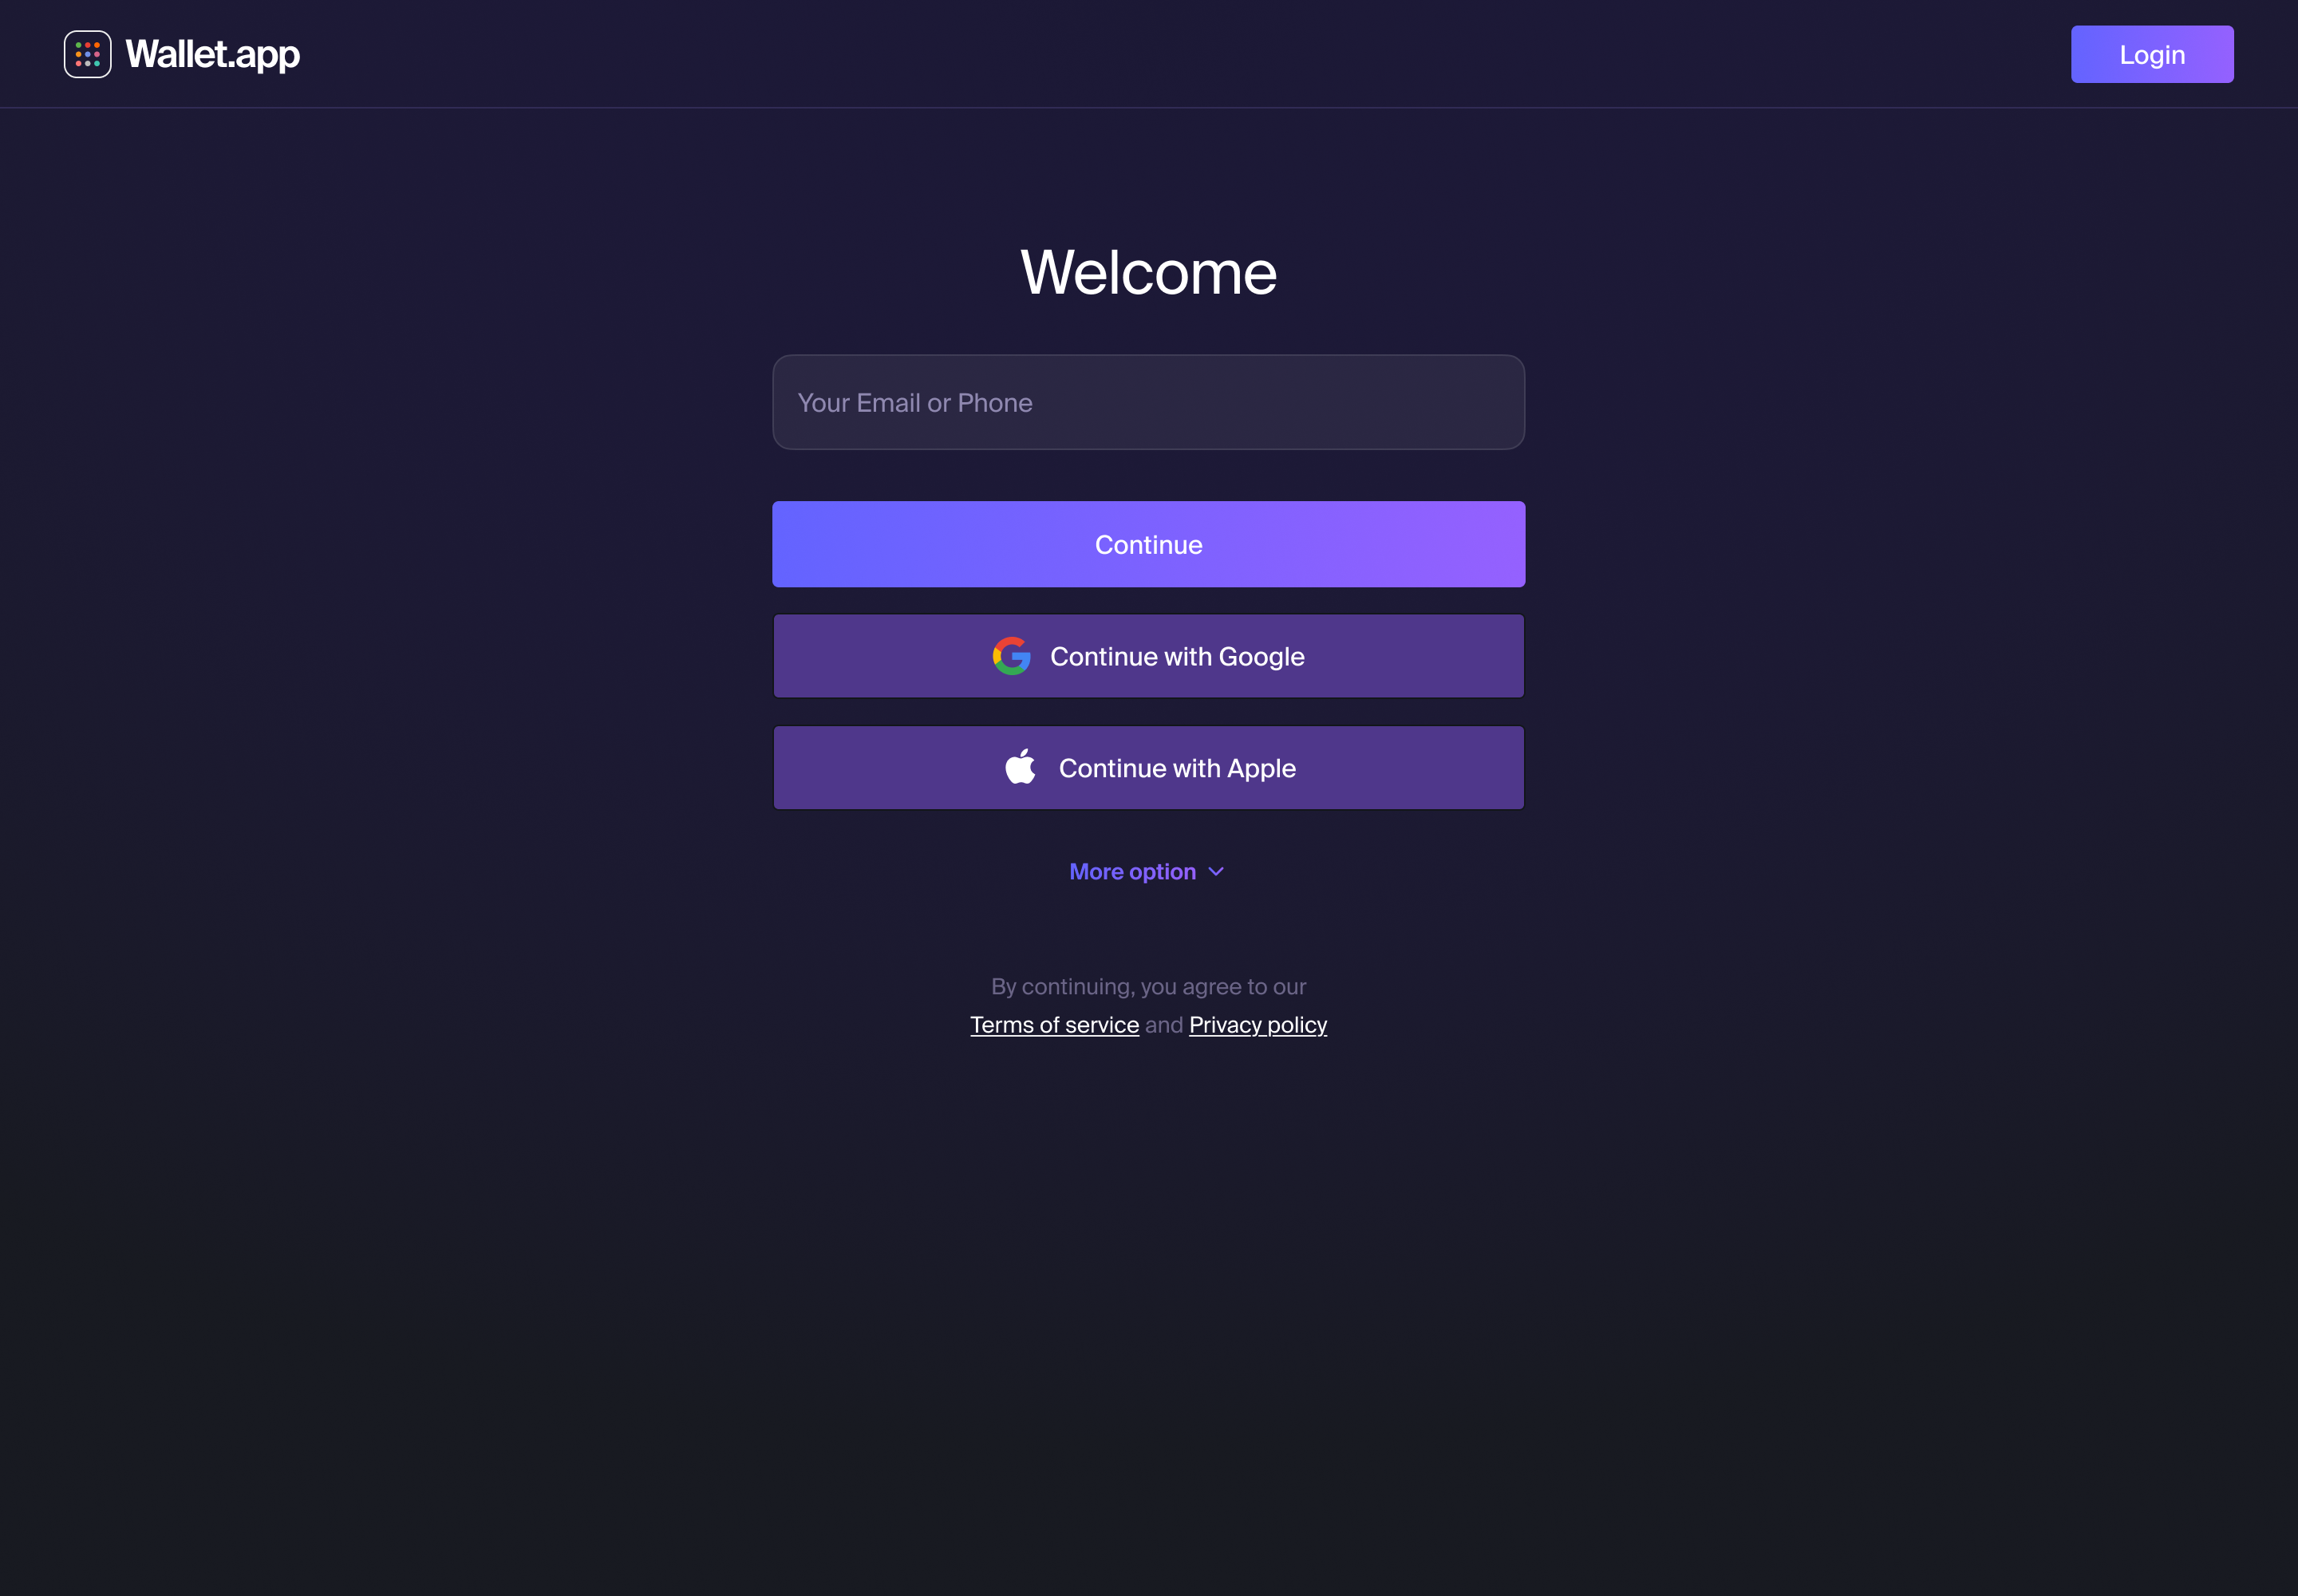 Wallet.app
Login
Welcome
Your Email or Phone
Continue
Continue with Google
Continue with Apple
More option
By continuing, you agree to our
Terms of service and Privacy policy